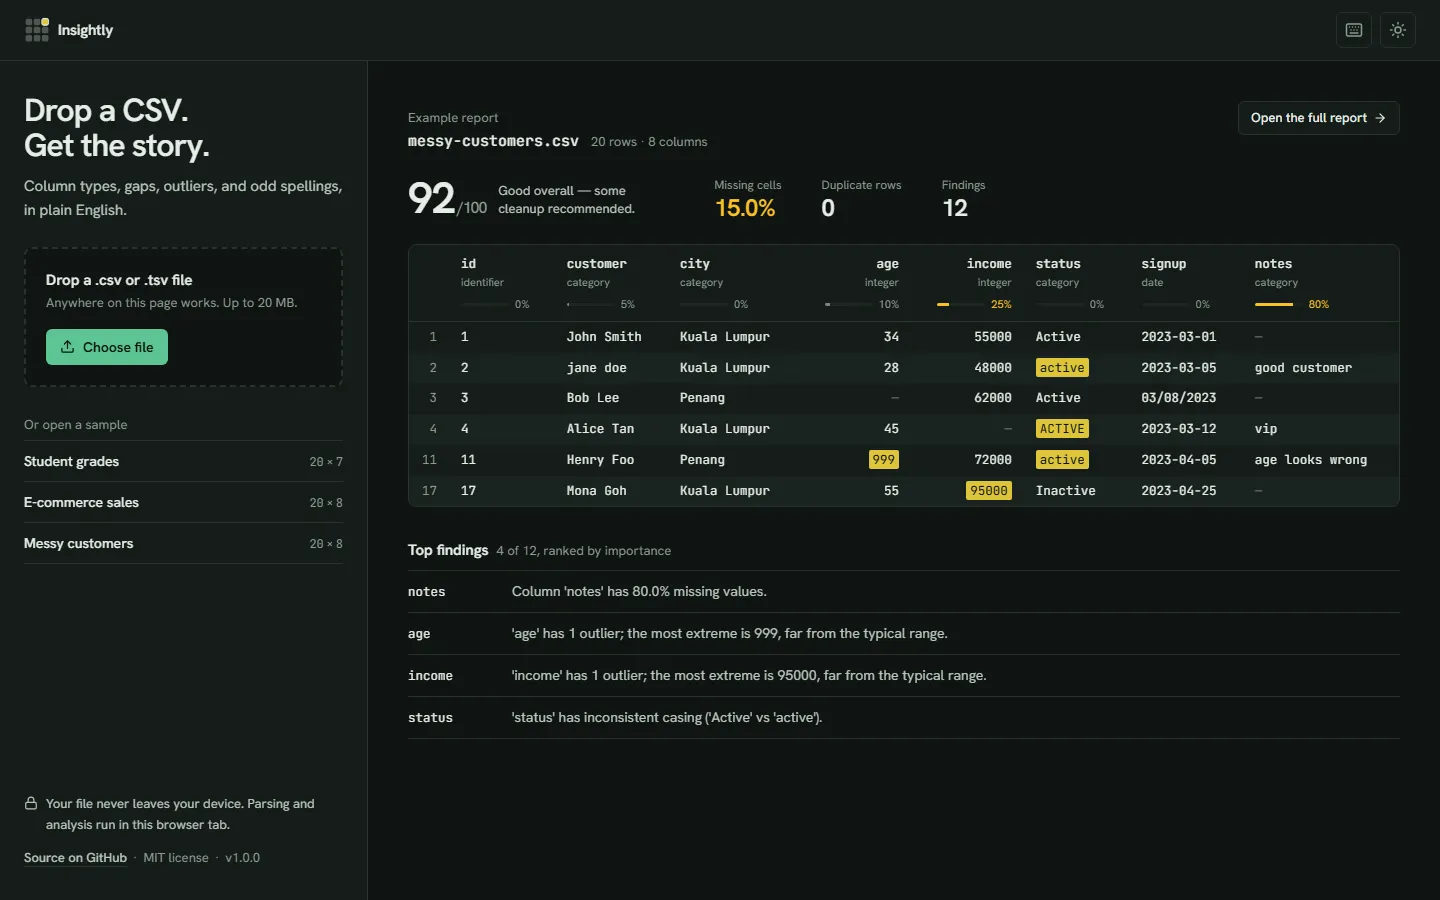 Insightly
Drop a CSV.
Get the story.
Column types, gaps, outliers, and odd spellings,
in plain English.
Drop a .csv or .tsv file
Anywhere on this page works. Up to 20 MB.
Choose file
Or open a sample
Student grades 20 × 7
E-commerce sales 20 × 8
Messy customers 20 × 8
Your file never leaves your device. Parsing and
analysis run in this browser tab.
Source on GitHub · MIT license · v1.0.0
Example report
messy-customers.csv 20 rows · 8 columns
Open the full report →
92/100
Good overall — some
cleanup recommended.
Missing cells
15.0%
Duplicate rows
0
Findings
12
id customer city age income status signup notes
identifier category category integer integer category date category
0% 5% 0% 10% 25% 0% 0% 80%
1 1 John Smith Kuala Lumpur 34 55000 Active 2023-03-01 —
2 2 jane doe Kuala Lumpur 28 48000 active 2023-03-05 good customer
3 3 Bob Lee Penang — 62000 Active 03/08/2023 —
4 4 Alice Tan Kuala Lumpur 45 — ACTIVE 2023-03-12 vip
11 11 Henry Foo Penang 999 72000 active 2023-04-05 age looks wrong
17 17 Mona Goh Kuala Lumpur 55 95000 Inactive 2023-04-25 —
Top findings 4 of 12, ranked by importance
notes Column 'notes' has 80.0% missing values.
age 'age' has 1 outlier; the most extreme is 999, far from the typical range.
income 'income' has 1 outlier; the most extreme is 95000, far from the typical range.
status 'status' has inconsistent casing ('Active' vs 'active').